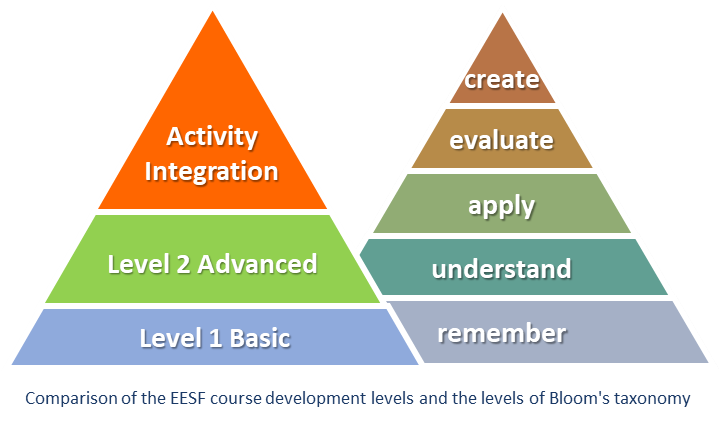 Activity
Integration
Level 2 Advanced
Level 1 Basic
create
evaluate
apply
understand
remember
Comparison of the EESF course development levels and the levels of Bloom's taxonomy